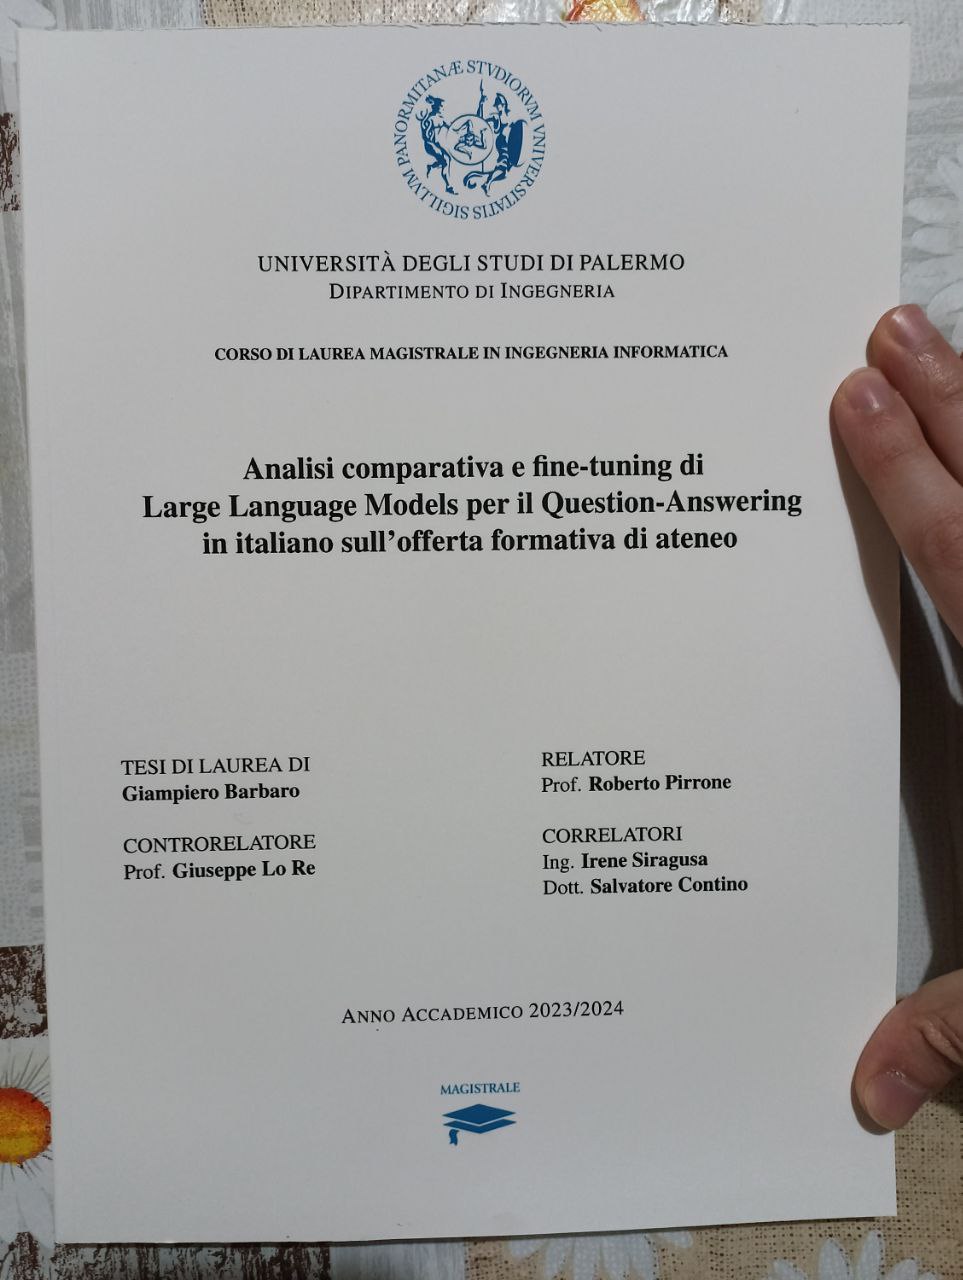 SIGILLVM PANORMITANÆ STVDIORVM VNIVERSITATIS
UNIVERSITÀ DEGLI STUDI DI PALERMO
DIPARTIMENTO DI INGEGNERIA
CORSO DI LAUREA MAGISTRALE IN INGEGNERIA INFORMATICA
Analisi comparativa e fine-tuning di
Large Language Models per il Question-Answering
in italiano sull'offerta formativa di ateneo
TESI DI LAUREA DI
Giampiero Barbaro
CONTRORELATORE
Prof. Giuseppe Lo Re
RELATORE
Prof. Roberto Pirrone
CORRELATORI
Ing. Irene Siragusa
Dott. Salvatore Contino
ANNO ACCADEMICO 2023/2024
MAGISTRALE